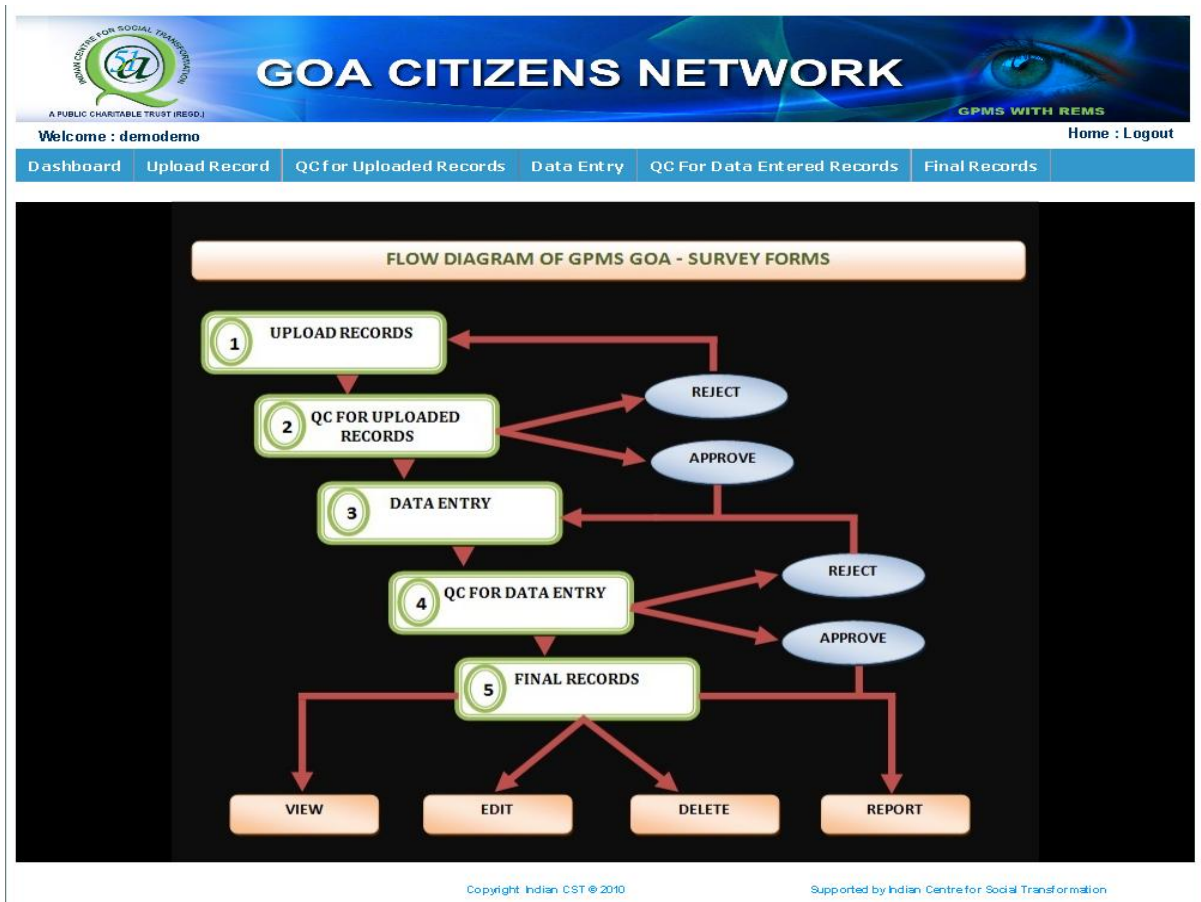 INDIAN CENTRE FOR SOCIAL TRANSFORMATION
A PUBLIC CHARITABLE TRUST (REGD.)
GOA CITIZENS NETWORK
GPMS WITH REMS
Welcome : demodemo
Home : Logout
Dashboard
Upload Record
QC for Uploaded Records
Data Entry
QC For Data Entered Records
Final Records
FLOW DIAGRAM OF GPMS GOA - SURVEY FORMS
1
UPLOAD RECORDS
REJECT
2
QC FOR UPLOADED
RECORDS
APPROVE
3
DATA ENTRY
REJECT
4
QC FOR DATA ENTRY
APPROVE
5
FINAL RECORDS
VIEW
EDIT
DELETE
REPORT
Copyright Indian CST © 2010
Supported by Indian Centre for Social Transformation